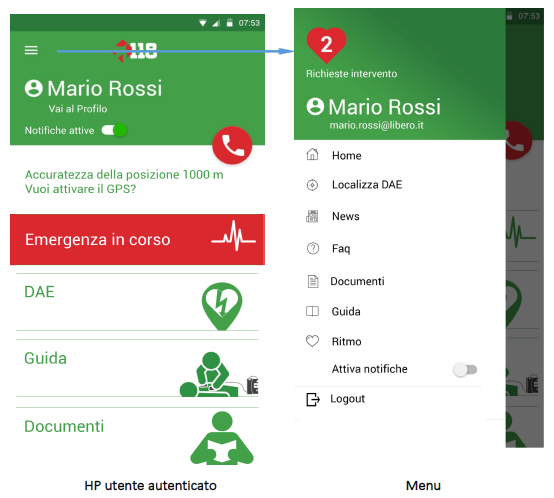 07:53
118
Mario Rossi
Vai al Profilo
Notifiche attive
Accuratezza della posizione 1000 m
Vuoi attivare il GPS?
Emergenza in corso
DAE
Guida
Documenti
HP utente autenticato
07:53
2
Richieste intervento
Mario Rossi
mario.rossi@libero.it
Home
Localizza DAE
News
Faq
Documenti
Guida
Ritmo
Attiva notifiche
Logout
Menu